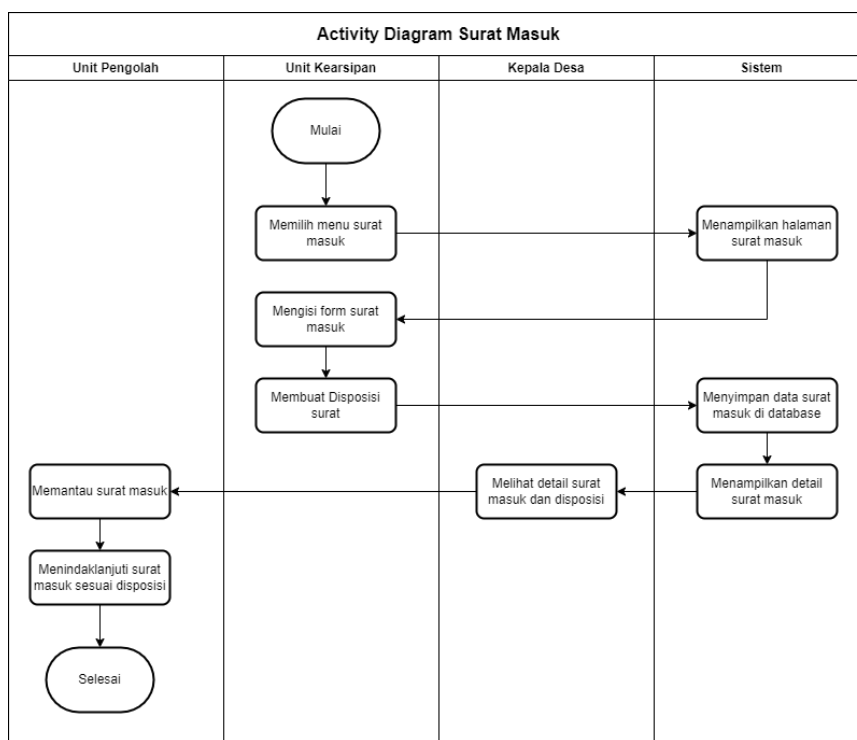 Activity Diagram Surat Masuk
Unit Pengolah
Unit Kearsipan
Kepala Desa
Sistem
Mulai
Memilih menu surat
masuk
Menampilkan halaman
surat masuk
Mengisi form surat
masuk
Membuat Disposisi
surat
Menyimpan data surat
masuk di database
Memantau surat masuk
Melihat detail surat
masuk dan disposisi
Menampilkan detail
surat masuk
Menindaklanjuti surat
masuk sesuai disposisi
Selesai